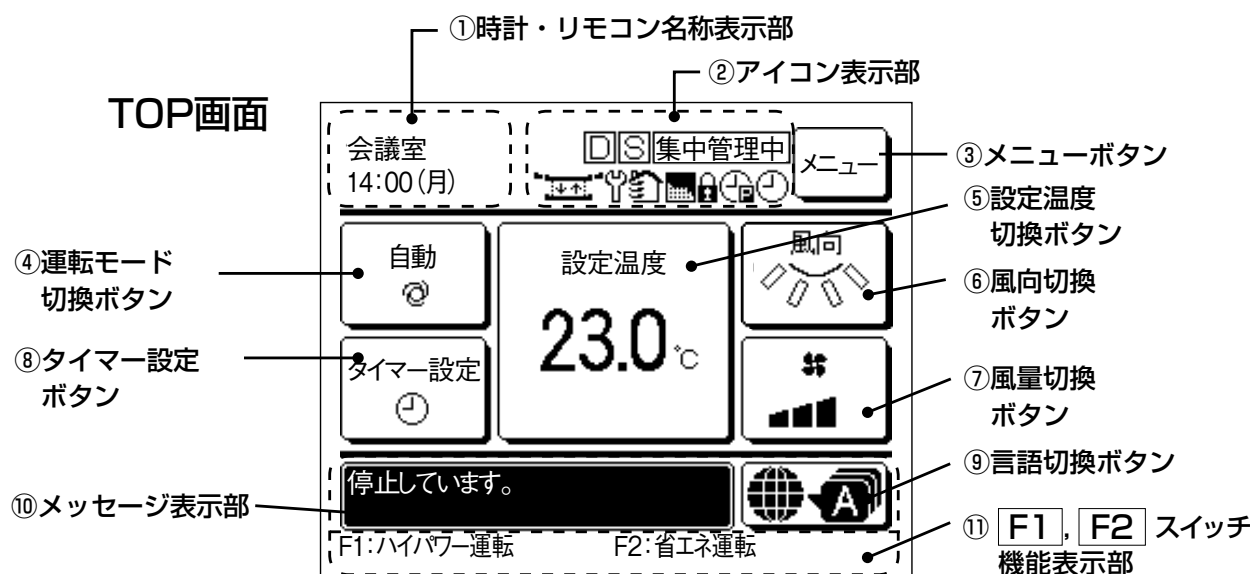 ①時計・リモコン名称表示部
②アイコン表示部
TOP画面
会議室
14:00(月)
D S 集中管理中
メニュー
③メニューボタン
⑤設定温度
切換ボタン
④運転モード
切換ボタン
自動
設定温度
23.0℃
風向
⑥風向切換
ボタン
⑧タイマー設定
ボタン
タイマー設定
⑦風量切換
ボタン
⑨言語切換ボタン
停止しています。
A
⑩メッセージ表示部
F1:ハイパワー運転 F2:省エネ運転
⑪ F1, F2 スイッチ
機能表示部